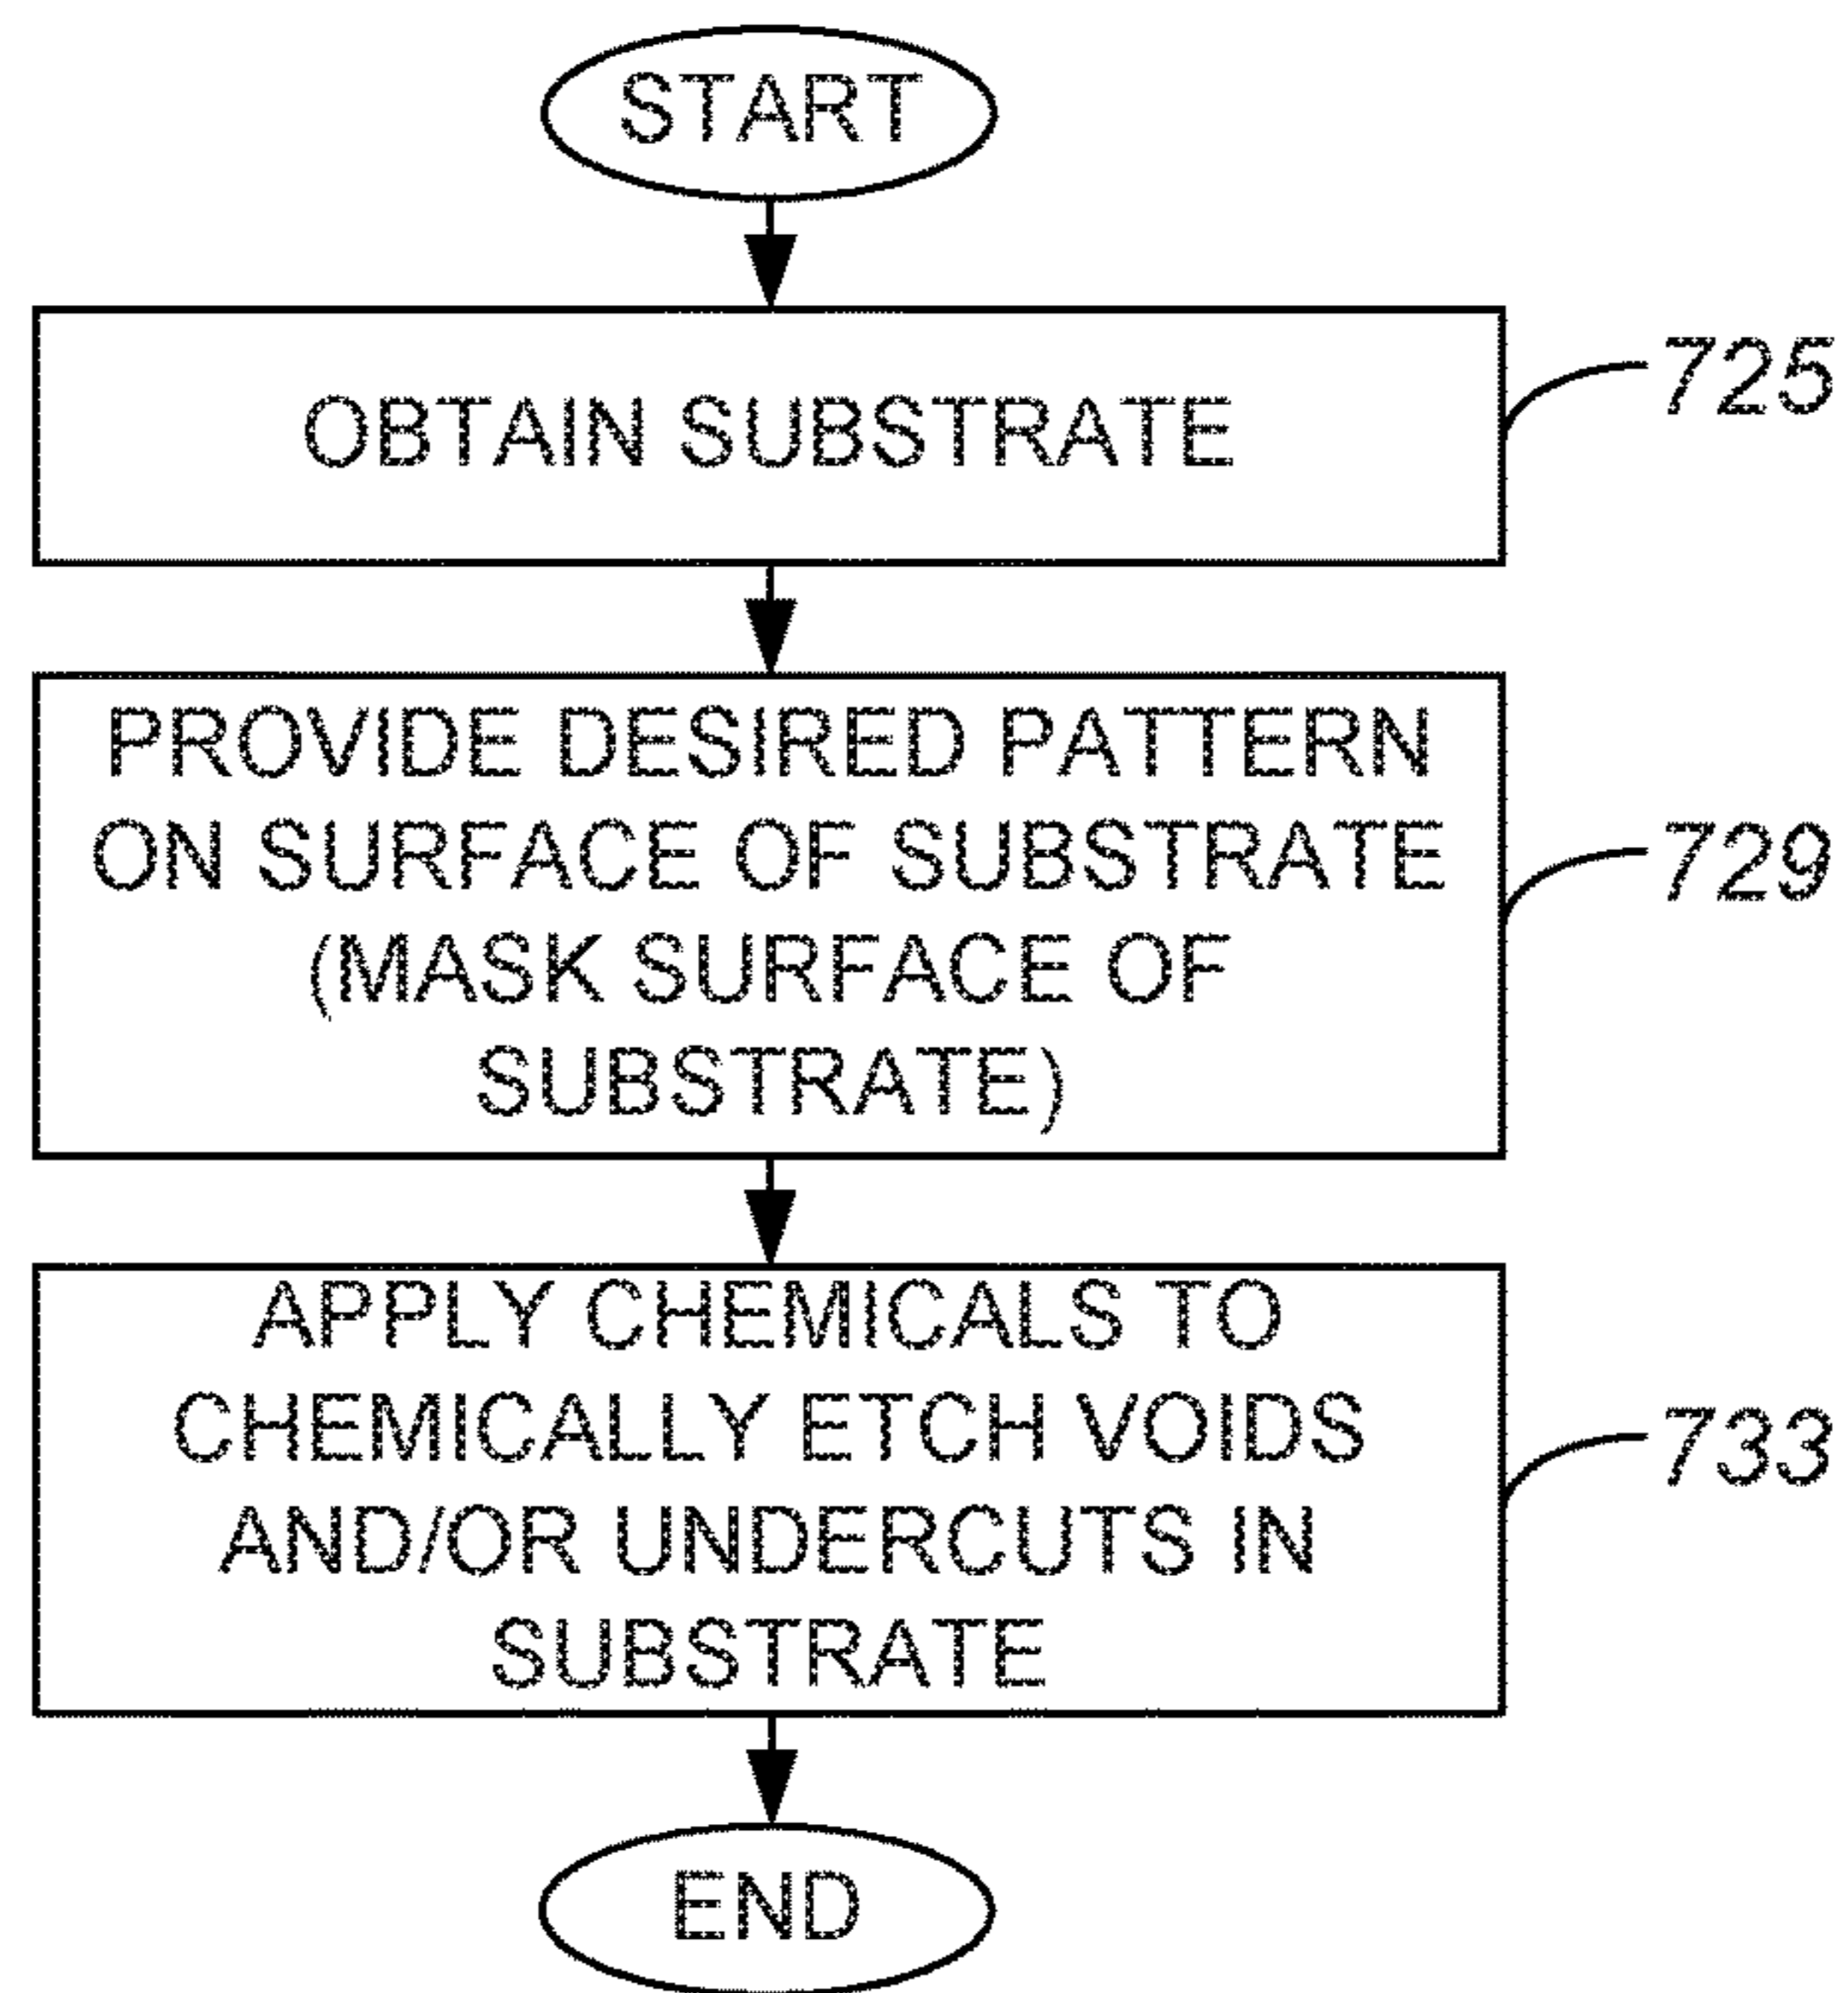 START
OBTAIN SUBSTRATE
725
PROVIDE DESIRED PATTERN
ON SURFACE OF SUBSTRATE
(MASK SURFACE OF
SUBSTRATE)
729
APPLY CHEMICALS TO
CHEMICALLY ETCH VOIDS
AND/OR UNDERCUTS IN
SUBSTRATE
733
END